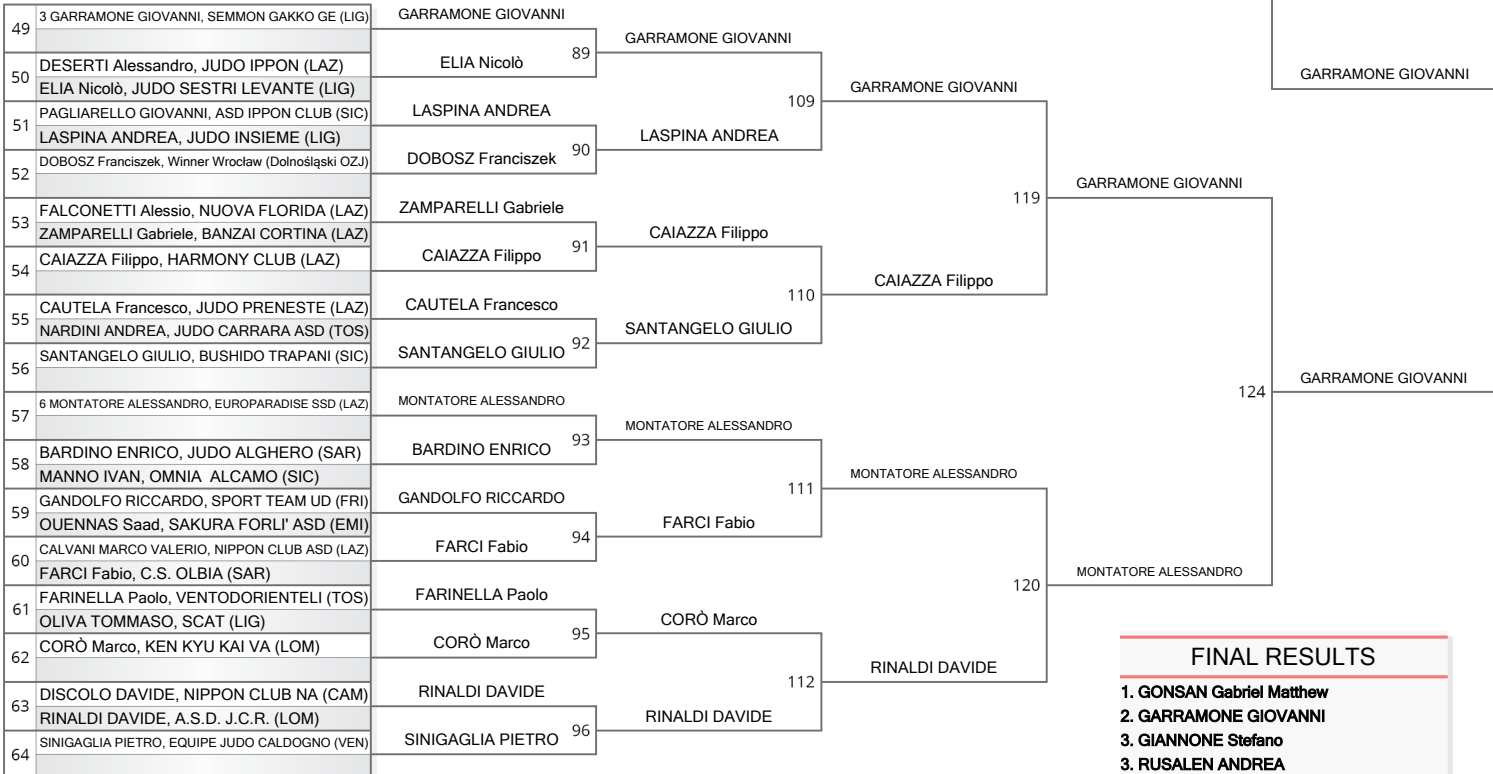 49
3 GARRAMONE GIOVANNI, SEMMON GAKKO GE (LIG)
50
DESERTI Alessandro, JUDO IPPON (LAZ)
ELIA Nicolò, JUDO SESTRI LEVANTE (LIG)
51
PAGLIARELLO GIOVANNI, ASD IPPON CLUB (SIC)
LASPINA ANDREA, JUDO INSIEME (LIG)
52
DOBOSZ Franciszek, Winner Wrocław (Dolnośląski OZJ)
53
FALCONETTI Alessio, NUOVA FLORIDA (LAZ)
ZAMPARELLI Gabriele, BANZAI CORTINA (LAZ)
54
CAIAZZA Filippo, HARMONY CLUB (LAZ)
55
CAUTELA Francesco, JUDO PRENESTE (LAZ)
NARDINI ANDREA, JUDO CARRARA ASD (TOS)
56
SANTANGELO GIULIO, BUSHIDO TRAPANI (SIC)
57
6 MONTATORE ALESSANDRO, EUROPARADISE SSD (LAZ)
58
BARDINO ENRICO, JUDO ALGHERO (SAR)
MANNO IVAN, OMNIA ALCAMO (SIC)
59
GANDOLFO RICCARDO, SPORT TEAM UD (FRI)
OUENNAS Saad, SAKURA FORLI' ASD (EMI)
60
CALVANI MARCO VALERIO, NIPPON CLUB ASD (LAZ)
FARCI Fabio, C.S. OLBIA (SAR)
61
FARINELLA Paolo, VENTODORIENTELI (TOS)
OLIVA TOMMASO, SCAT (LIG)
62
CORÒ Marco, KEN KYU KAI VA (LOM)
63
DISCOLO DAVIDE, NIPPON CLUB NA (CAM)
RINALDI DAVIDE, A.S.D. J.C.R. (LOM)
64
SINIGAGLIA PIETRO, EQUIPE JUDO CALDOGNO (VEN)
GARRAMONE GIOVANNI
89
ELIA Nicolò
LASPINA ANDREA
90
DOBOSZ Franciszek
ZAMPARELLI Gabriele
91
CAIAZZA Filippo
CAUTELA Francesco
92
SANTANGELO GIULIO
MONTATORE ALESSANDRO
93
BARDINO ENRICO
GANDOLFO RICCARDO
94
FARCI Fabio
FARINELLA Paolo
95
CORÒ Marco
RINALDI DAVIDE
96
SINIGAGLIA PIETRO
GARRAMONE GIOVANNI
109
LASPINA ANDREA
CAIAZZA Filippo
110
SANTANGELO GIULIO
MONTATORE ALESSANDRO
111
FARCI Fabio
CORÒ Marco
112
RINALDI DAVIDE
GARRAMONE GIOVANNI
119
CAIAZZA Filippo
MONTATORE ALESSANDRO
120
RINALDI DAVIDE
GARRAMONE GIOVANNI
124
MONTATORE ALESSANDRO
GARRAMONE GIOVANNI
GARRAMONE GIOVANNI
FINAL RESULTS
1. GONSAN Gabriel Matthew
2. GARRAMONE GIOVANNI
3. GIANNONE Stefano
3. RUSALEN ANDREA